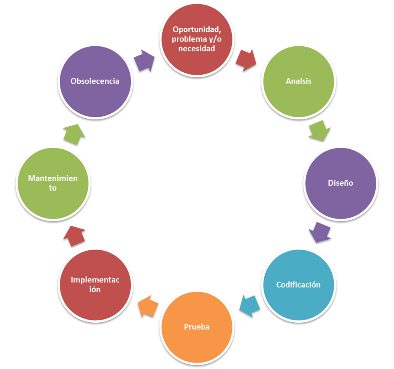 Oportunidad,
problema y/o
necesidad
Analsis
Diseño
Codificación
Prueba
Implementac
ión
Mantenimien
to
Obsolecencia